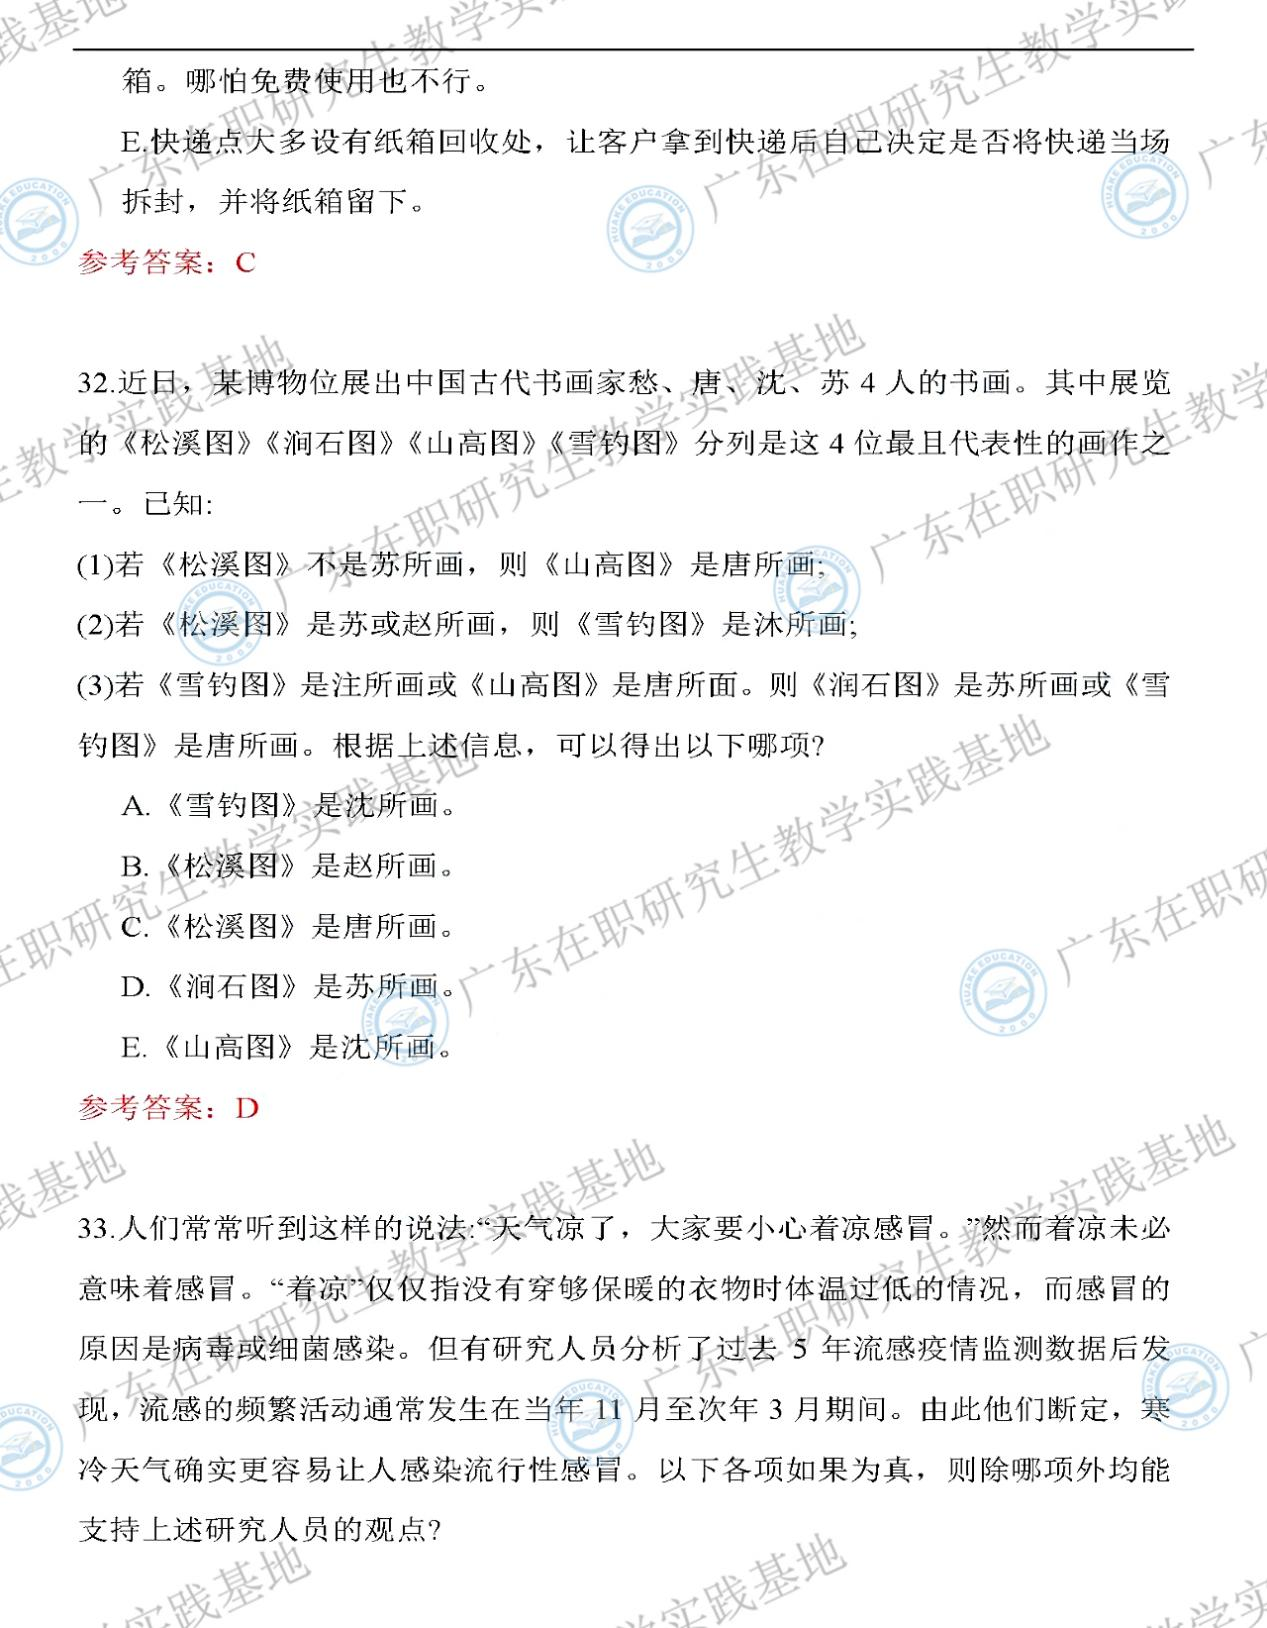 箱。哪怕免费使用也不行。
E.快递点大多设有纸箱回收处，让客户拿到快递后自己决定是否将快递当场
拆封，并将纸箱留下。
参考答案：C
32.近日，某博物位展出中国古代书画家愁、唐、沈、苏 4 人的书画。其中展览
的《松溪图》《涧石图》《山高图》《雪钓图》分列是这 4 位最且代表性的画作之
一。已知:
(1)若《松溪图》不是苏所画，则《山高图》是唐所画;
(2)若《松溪图》是苏或赵所画，则《雪钓图》是沐所画;
(3)若《雪钓图》是注所画或《山高图》是唐所面。则《润石图》是苏所画或《雪
钓图》是唐所画。根据上述信息，可以得出以下哪项?
A.《雪钓图》是沈所画。
B.《松溪图》是赵所画。
C.《松溪图》是唐所画。
D.《涧石图》是苏所画。
E.《山高图》是沈所画。
参考答案：D
33.人们常常听到这样的说法:“天气凉了，大家要小心着凉感冒。”然而着凉未必
意味着感冒。“着凉”仅仅指没有穿够保暖的衣物时体温过低的情况，而感冒的
原因是病毒或细菌感染。但有研究人员分析了过去 5 年流感疫情监测数据后发
现，流感的频繁活动通常发生在当年 11 月至次年 3 月期间。由此他们断定，寒
冷天气确实更容易让人感染流行性感冒。以下各项如果为真，则除哪项外均能
支持上述研究人员的观点?
广东在职研究生教学实践基地
HUAKE EDUCATION
2000